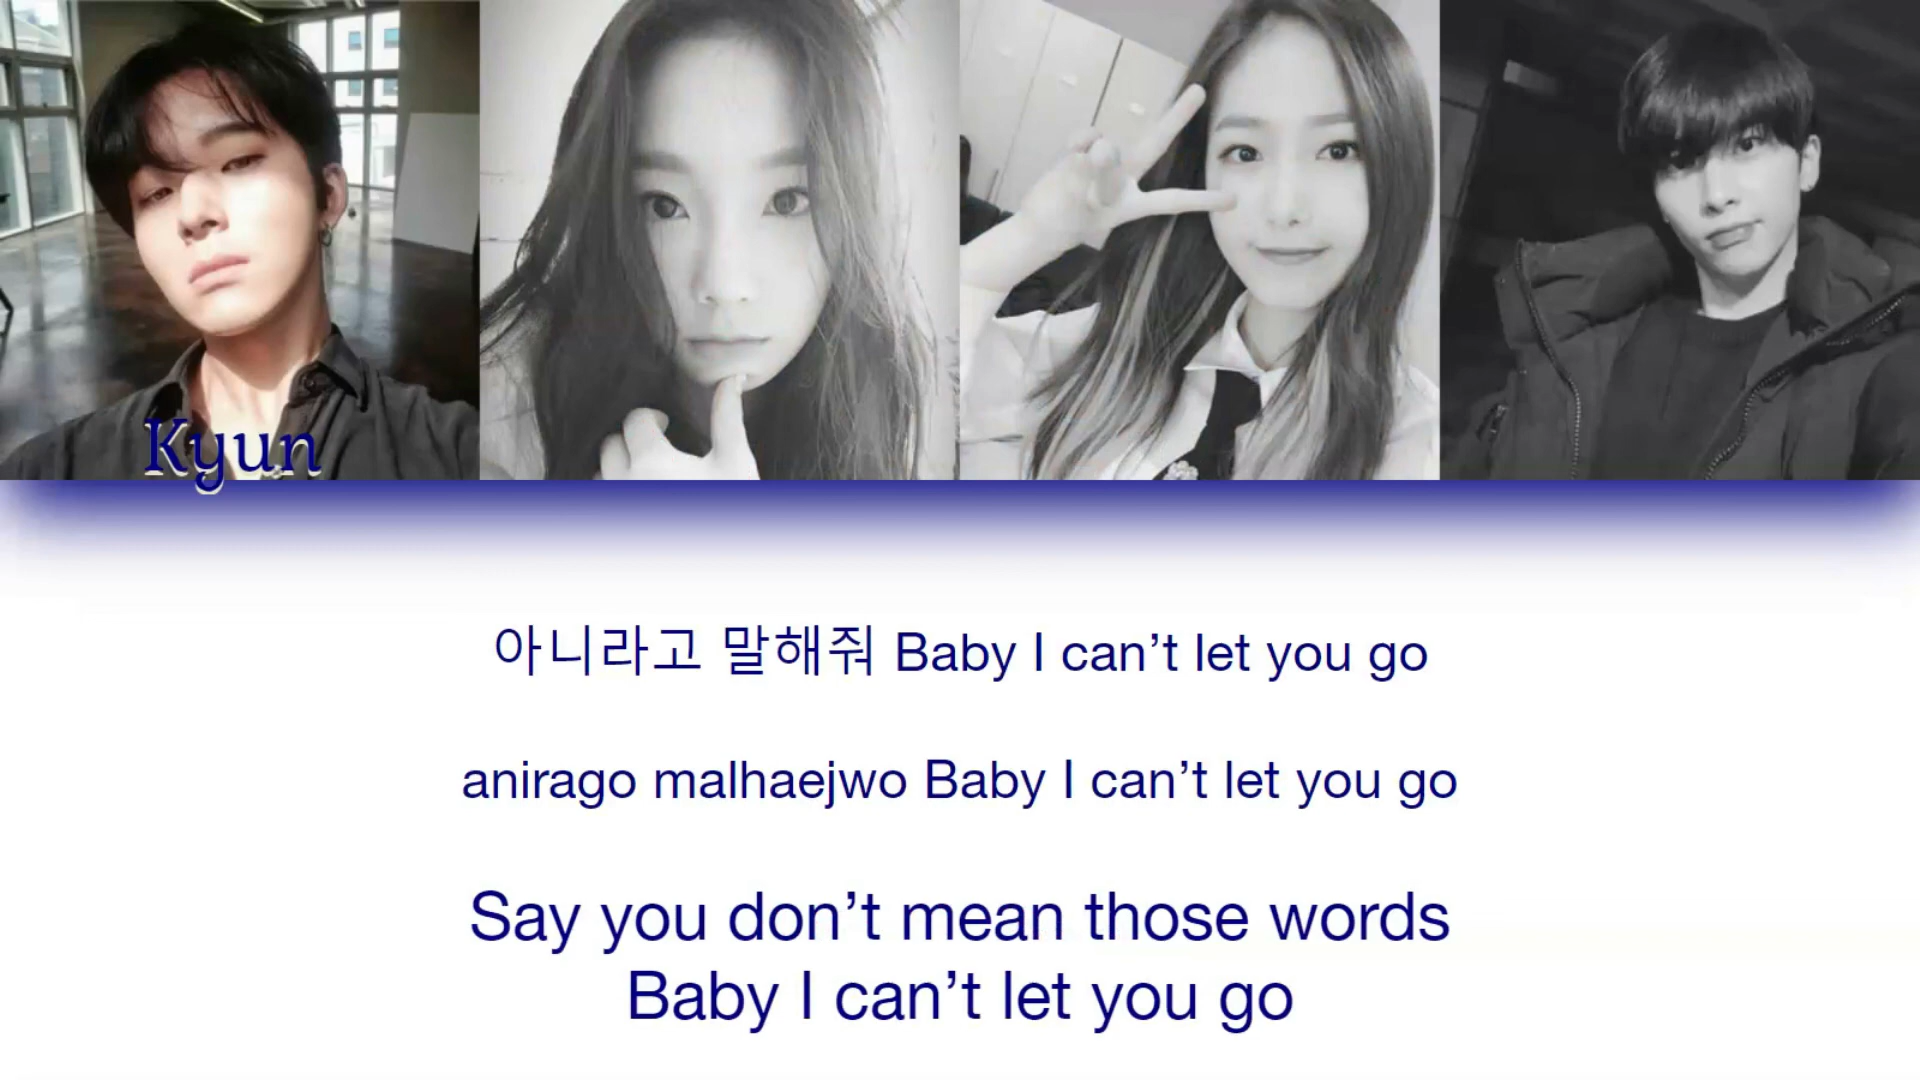 Kyun
아니라고 말해줘 Baby I can’t let you go
anirago malhaejwo Baby I can’t let you go
Say you don’t mean those words
Baby I can’t let you go